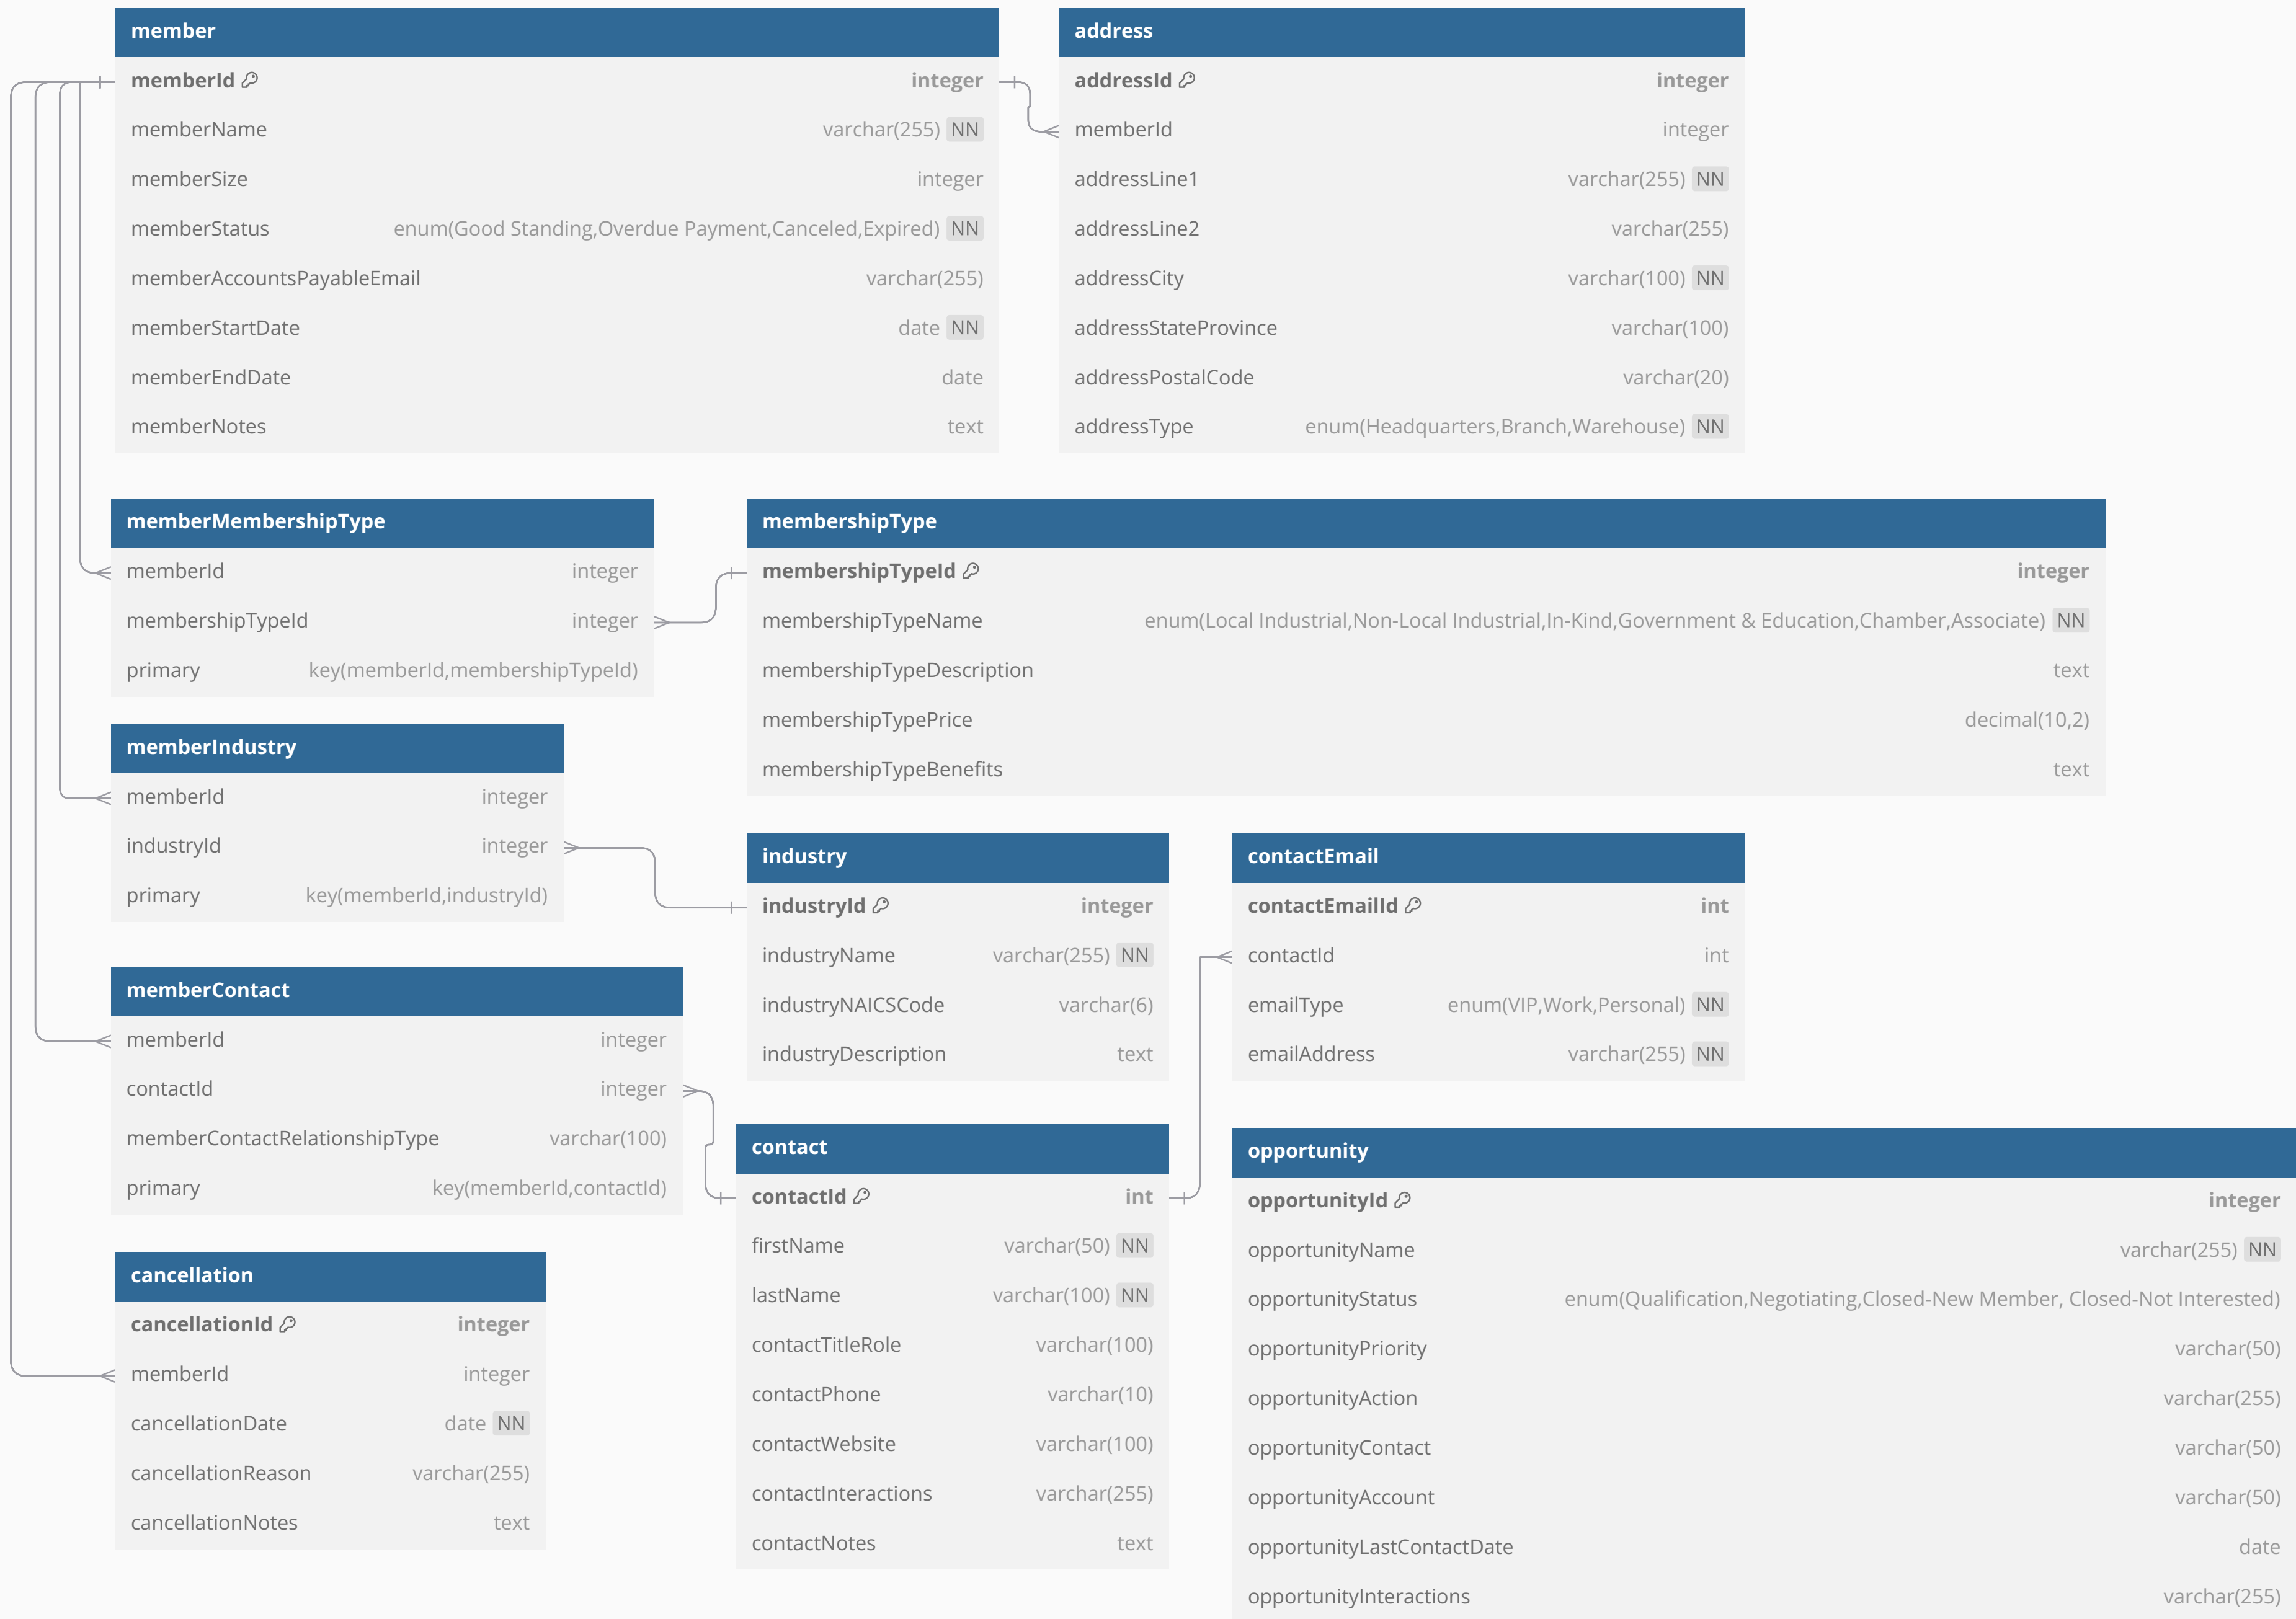 member
memberId integer
memberName varchar(255) NN
memberSize integer
memberStatus enum(Good Standing,Overdue Payment,Canceled,Expired) NN
memberAccountsPayableEmail varchar(255)
memberStartDate date NN
memberEndDate date
memberNotes text
address
addressId integer
memberId integer
addressLine1 varchar(255) NN
addressLine2 varchar(255)
addressCity varchar(100) NN
addressStateProvince varchar(100)
addressPostalCode varchar(20)
addressType enum(Headquarters,Branch,Warehouse) NN
memberMembershipType
memberId integer
membershipTypeId integer
primary key(memberId,membershipTypeId)
membershipType
membershipTypeId integer
membershipTypeName enum(Local Industrial,Non-Local Industrial,In-Kind,Government & Education,Chamber,Associate) NN
membershipTypeDescription text
membershipTypePrice decimal(10,2)
membershipTypeBenefits text
memberIndustry
memberId integer
industryId integer
primary key(memberId,industryId)
industry
industryId integer
industryName varchar(255) NN
industryNAICSCode varchar(6)
industryDescription text
contactEmail
contactEmailId int
contactId int
emailType enum(VIP,Work,Personal) NN
emailAddress varchar(255) NN
memberContact
memberId integer
contactId integer
memberContactRelationshipType varchar(100)
primary key(memberId,contactId)
contact
contactId int
firstName varchar(50) NN
lastName varchar(100) NN
contactTitleRole varchar(100)
contactPhone varchar(10)
contactWebsite varchar(100)
contactInteractions varchar(255)
contactNotes text
opportunity
opportunityId integer
opportunityName varchar(255) NN
opportunityStatus enum(Qualification,Negotiating,Closed-New Member, Closed-Not Interested)
opportunityPriority varchar(50)
opportunityAction varchar(255)
opportunityContact varchar(50)
opportunityAccount varchar(50)
opportunityLastContactDate date
opportunityInteractions varchar(255)
cancellation
cancellationId integer
memberId integer
cancellationDate date NN
cancellationReason varchar(255)
cancellationNotes text